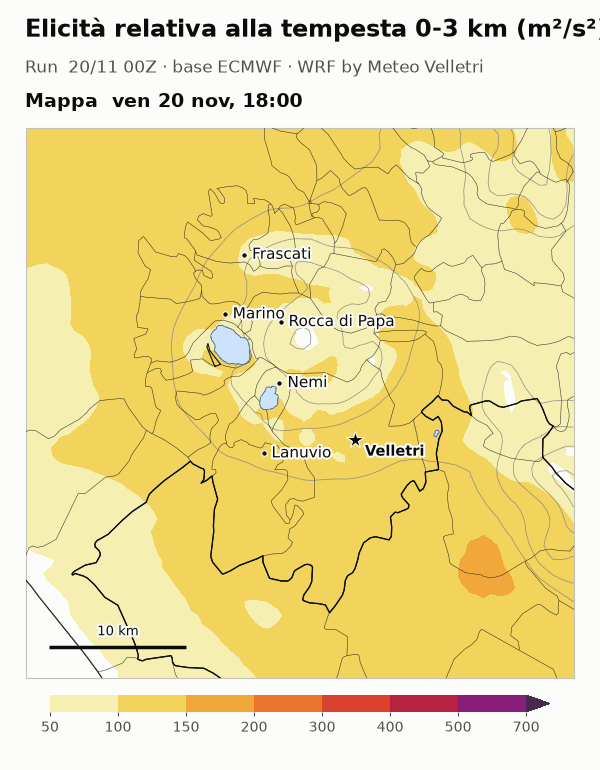 Elicità relativa alla tempesta 0-3 km (m²/s²)
Run  20/11 00Z · base ECMWF · WRF by Meteo Velletri
Mappa  ven 20 nov, 18:00
Frascati
Marino
Rocca di Papa
Nemi
Velletri
Lanuvio
10 km
50 100 150 200 300 400 500 700